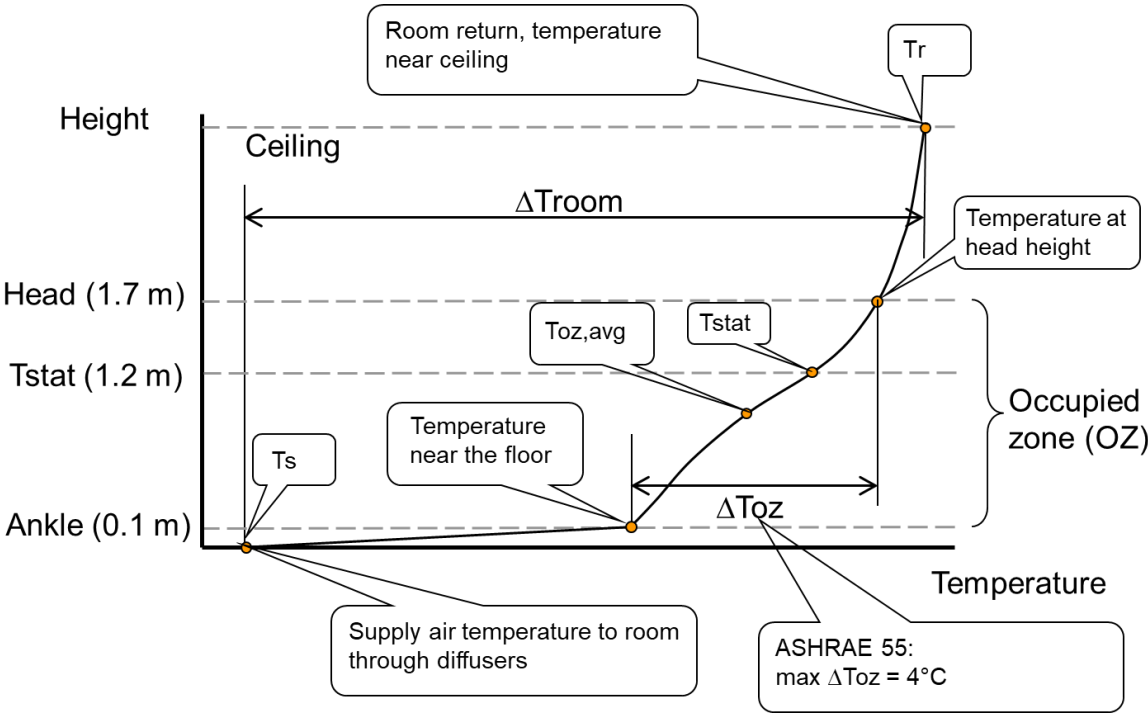 Room return, temperature
near ceiling
Tr
Height
Ceiling
ΔTroom
Temperature at
head height
Head (1.7 m)
Toz,avg
Tstat
Tstat (1.2 m)
Occupied
zone (OZ)
Temperature
near the floor
Ts
ΔToz
Ankle (0.1 m)
Temperature
Supply air temperature to room
through diffusers
ASHRAE 55:
max ΔToz = 4°C